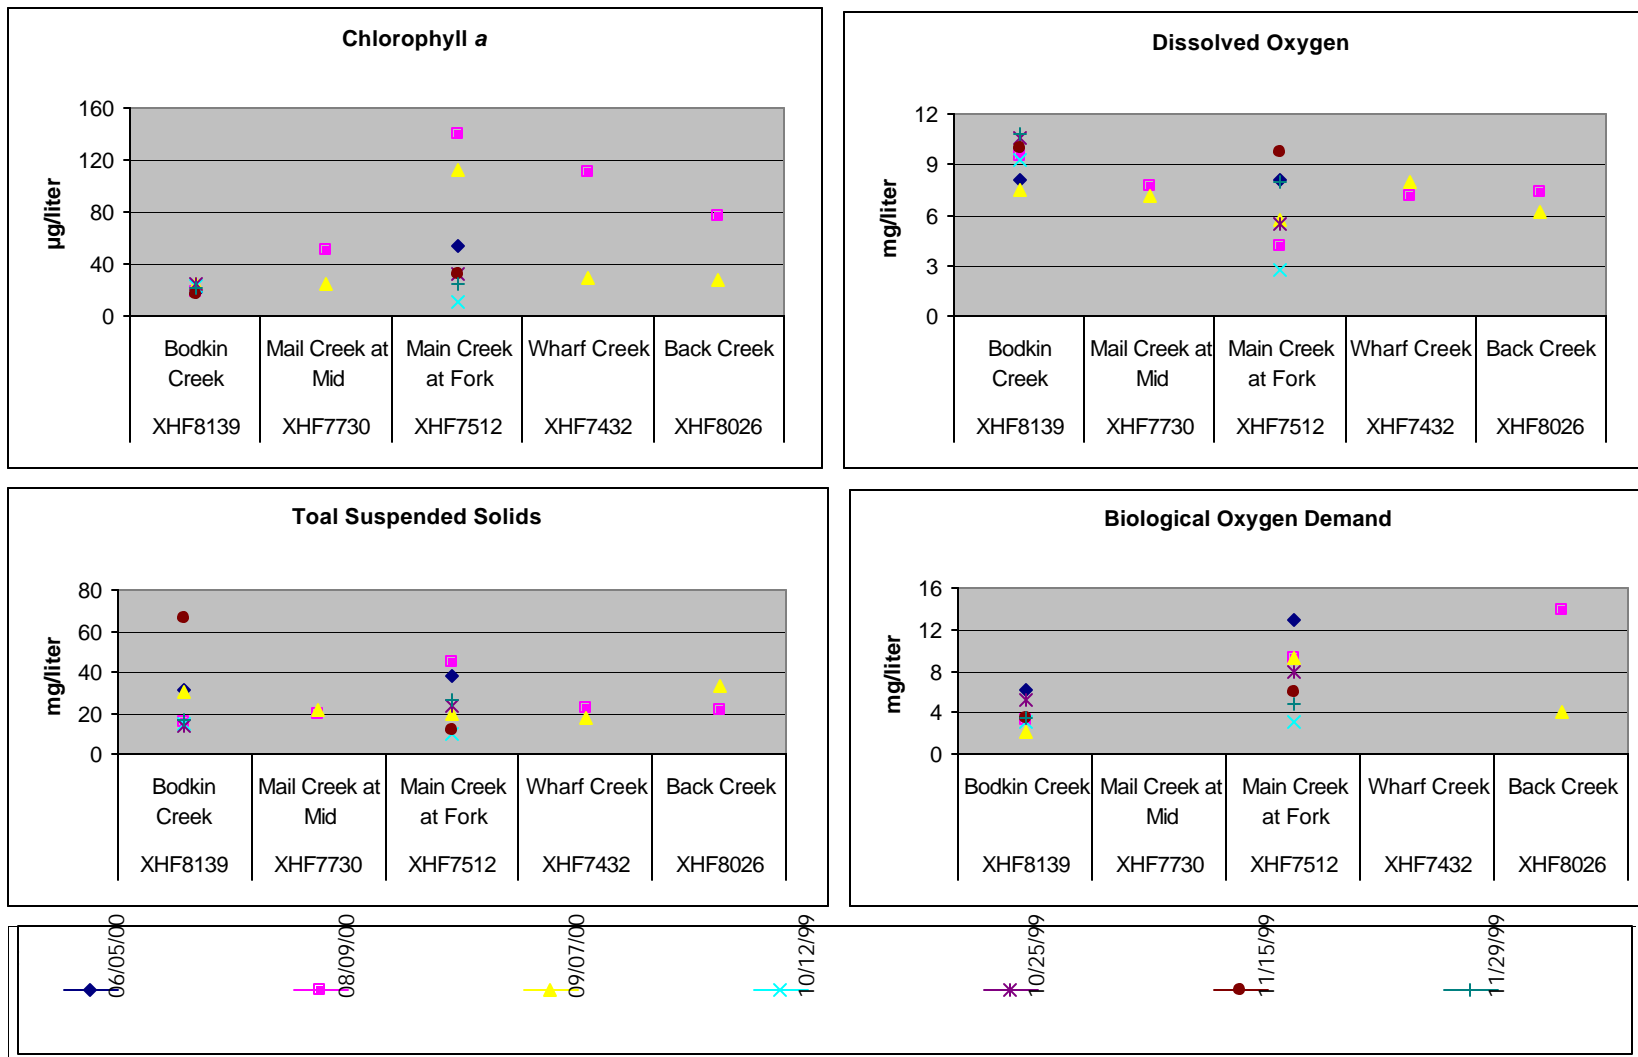 Chlorophyll a
160
120
80
40
0
µg/liter
Bodkin Creek
Mail Creek at Mid
Main Creek at Fork
Wharf Creek
Back Creek
XHF8139
XHF7730
XHF7512
XHF7432
XHF8026
Dissolved Oxygen
12
9
6
3
0
mg/liter
Bodkin Creek
Mail Creek at Mid
Main Creek at Fork
Wharf Creek
Back Creek
XHF8139
XHF7730
XHF7512
XHF7432
XHF8026
Toal Suspended Solids
80
60
40
20
0
mg/liter
Bodkin Creek
Mail Creek at Mid
Main Creek at Fork
Wharf Creek
Back Creek
XHF8139
XHF7730
XHF7512
XHF7432
XHF8026
Biological Oxygen Demand
16
12
8
4
0
mg/liter
Bodkin Creek
Mail Creek at Mid
Main Creek at Fork
Wharf Creek
Back Creek
XHF8139
XHF7730
XHF7512
XHF7432
XHF8026
06/05/00
08/09/00
09/07/00
10/12/99
10/25/99
11/15/99
11/29/99